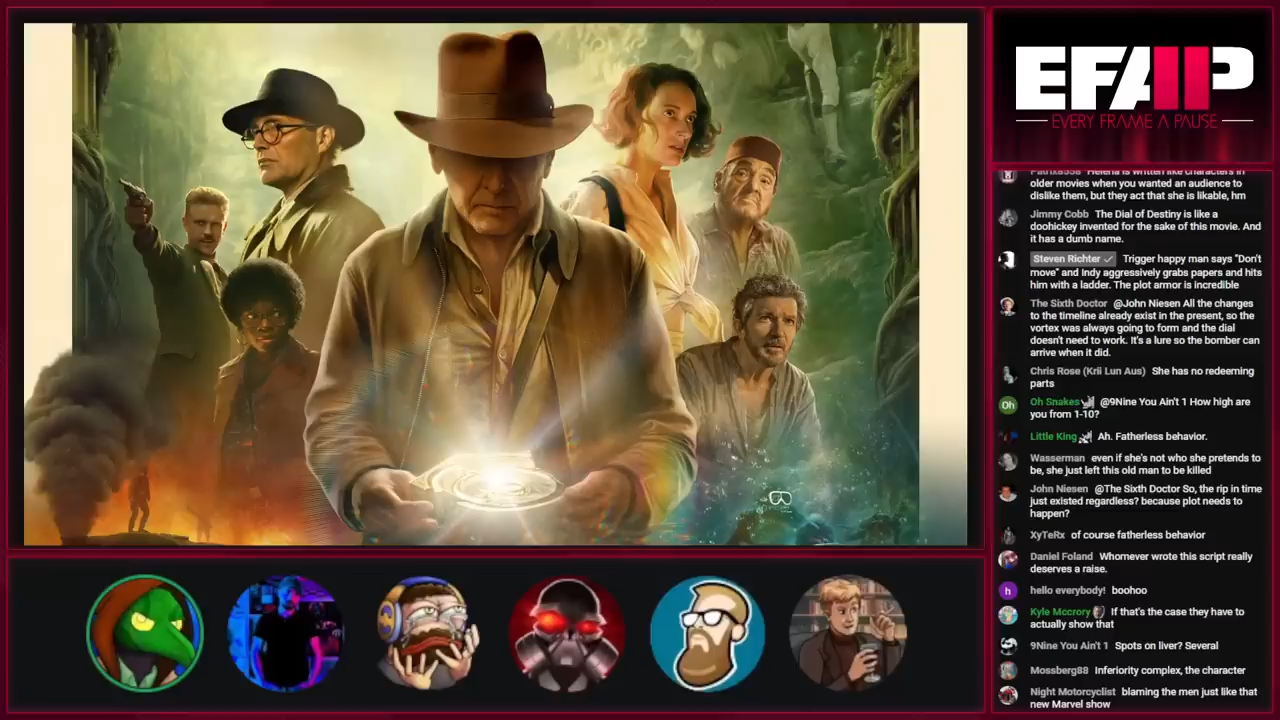 EFAP
EVERY FRAME A PAUSE
Helena is written like characters in
older movies when you wanted an audience to
dislike them, but they act that she is likable, hm
Jimmy Cobb The Dial of Destiny is like a
doohickey invented for the sake of this movie. And
it has a dumb name.
Steven Richter ✓ Trigger happy man says "Don't
move" and Indy aggressively grabs papers and hits
him with a ladder. The plot armor is incredible
The Sixth Doctor @John Niesen All the changes
to the timeline already exist in the present, so the
vortex was always going to form and the dial
doesn't need to work. It's a lure so the bomber can
arrive when it did.
Chris Rose (Krii Lun Aus) She has no redeeming
parts
Oh
Oh Snakes @9Nine You Ain't 1 How high are
you from 1-10?
Little King Ah. Fatherless behavior.
Wasserman even if she's not who she pretends to
be, she just left this old man to be killed
John Niesen @The Sixth Doctor So, the rip in time
just existed regardless? because plot needs to
happen?
XyTeRx of course fatherless behavior
Daniel Foland Whomever wrote this script really
deserves a raise.
h
hello everybody! boohoo
Kyle Mccrory If that's the case they have to
actually show that
9Nine You Ain't 1 Spots on liver? Several
Mossberg88 Inferiority complex, the character
Night Motorcyclist blaming the men just like that
new Marvel show